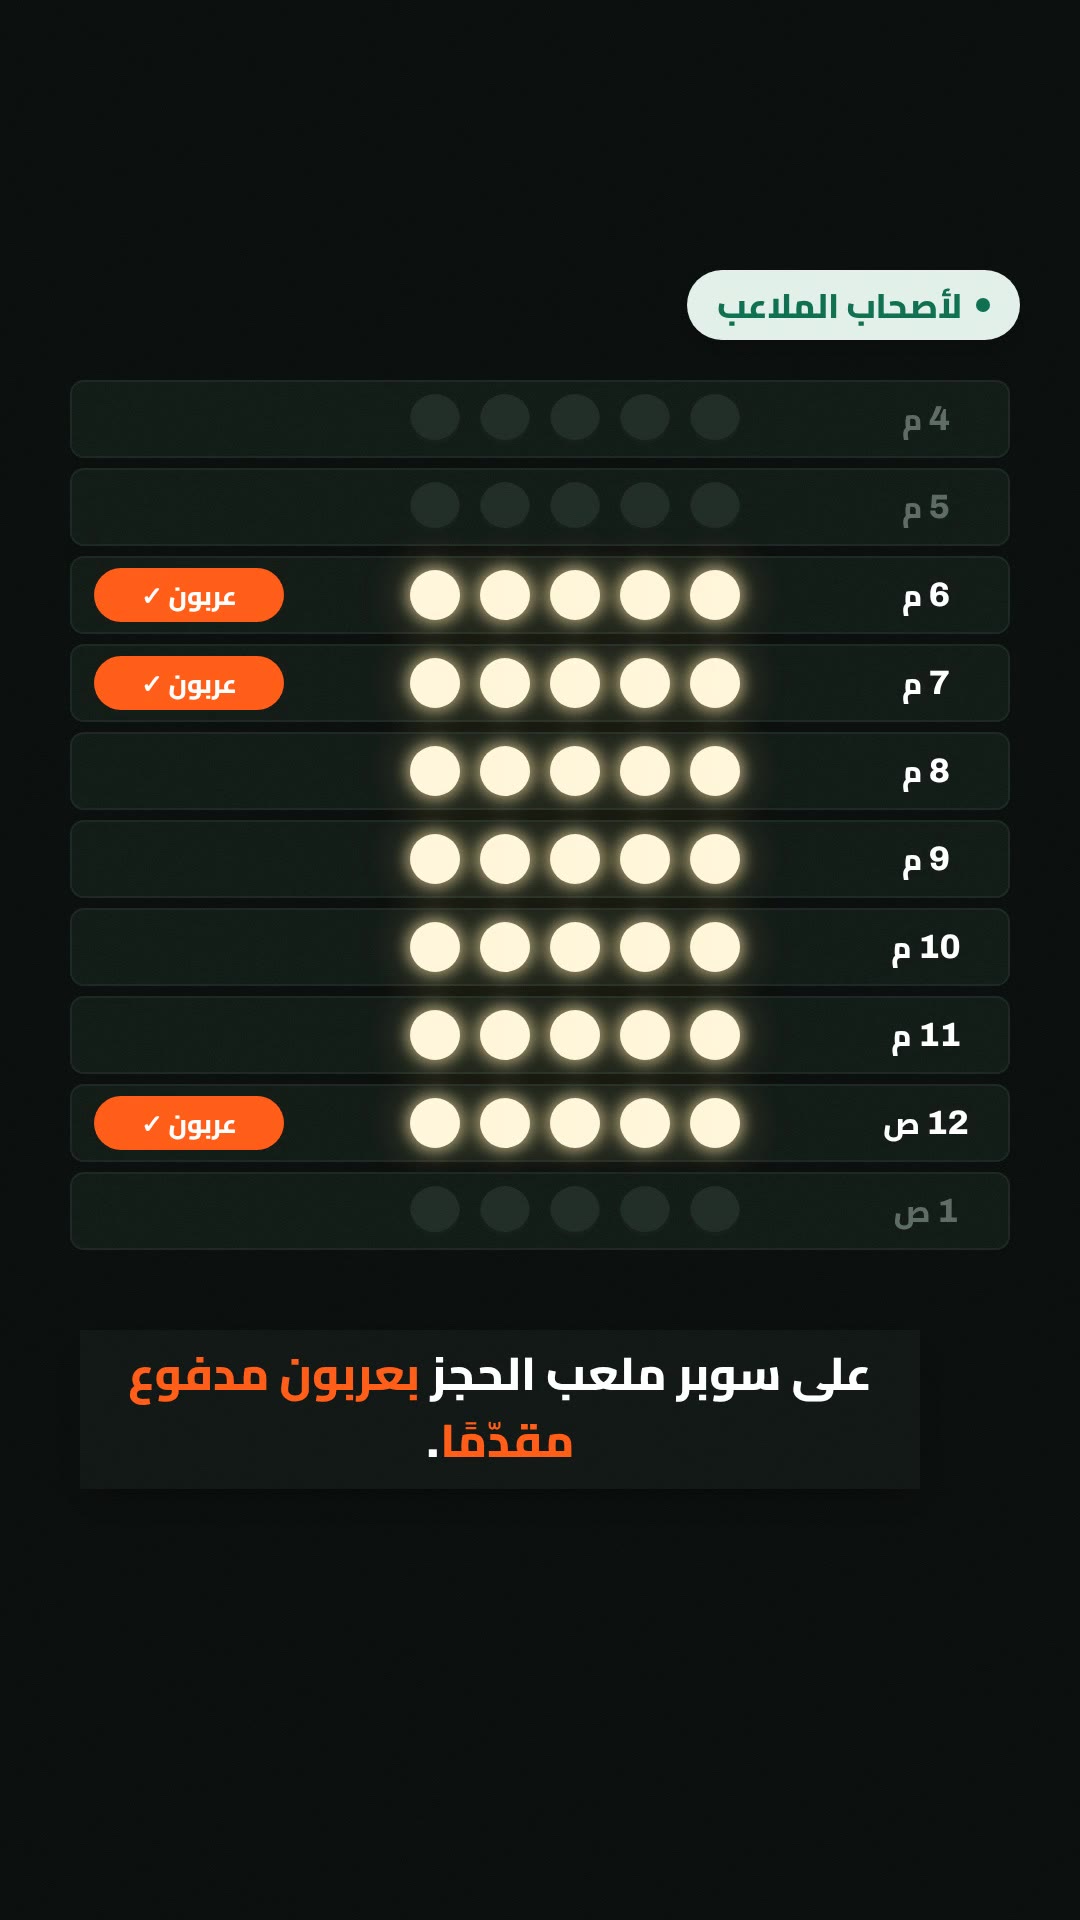 • لأصحاب الملاعب
4 م
5 م
6 م
عربون ✓
7 م
عربون ✓
8 م
9 م
10 م
11 م
12 ص
عربون ✓
1 ص
على سوبر ملعب الحجز بعربون مدفوع
مقدّمًا.